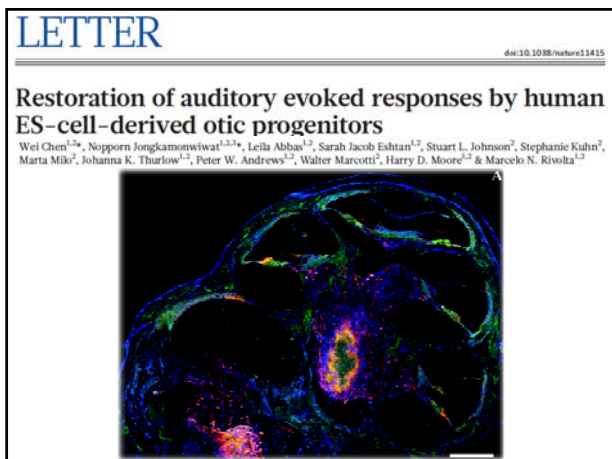 LETTER
doi:10.1038/nature11415
Restoration of auditory evoked responses by human
ES-cell-derived otic progenitors
Wei Chen1,2*, Nopporn Jongkamonwiwat1,2,3*, Leila Abbas1,2, Sarah Jacob Eshtan1,2, Stuart L. Johnson2, Stephanie Kuhn2,
Marta Milo2, Johanna K. Thurlow1,2, Peter W. Andrews1,2, Walter Marcotti2, Harry D. Moore1,2 & Marcelo N. Rivolta1,2
A